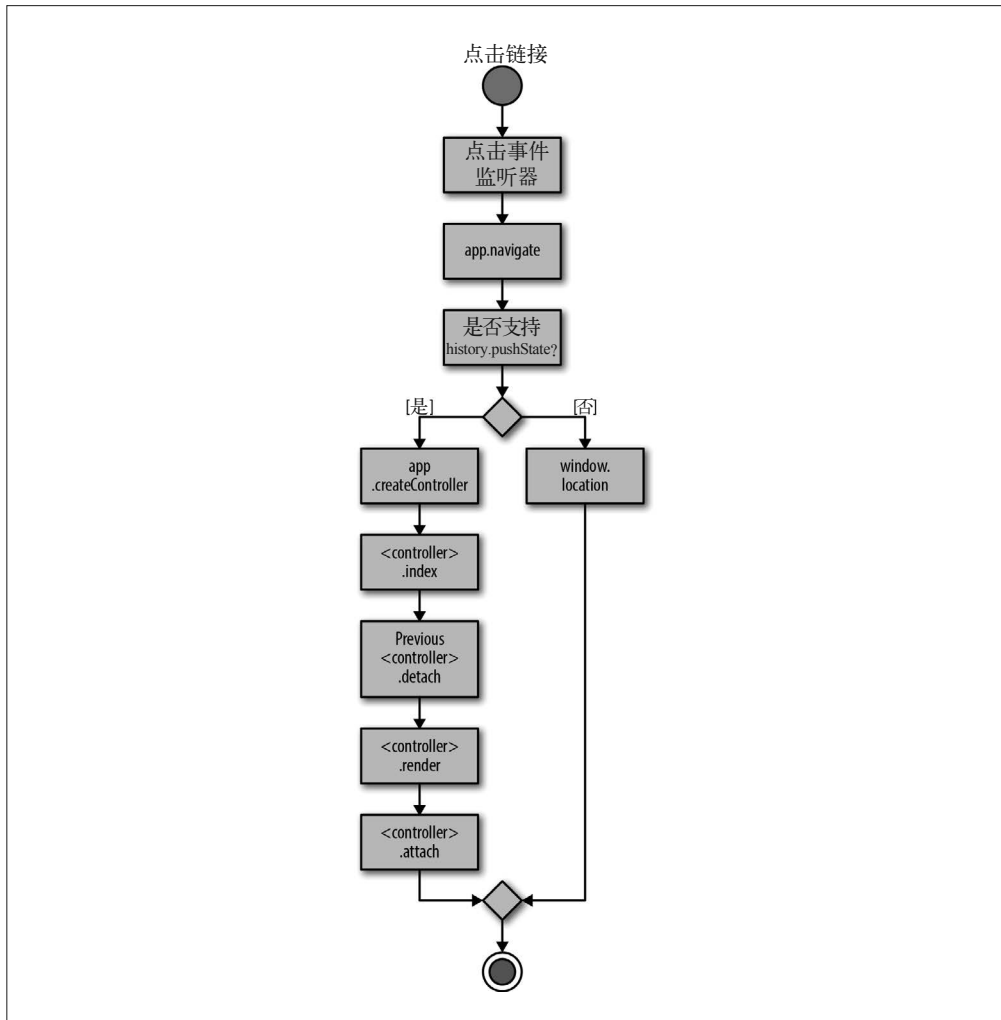 点击链接
点击事件
监听器
app.navigate
是否支持
history.pushState?
[是]
[否]
app
.createController
window.
location
<controller>
.index
Previous
<controller>
.detach
<controller>
.render
<controller>
.attach